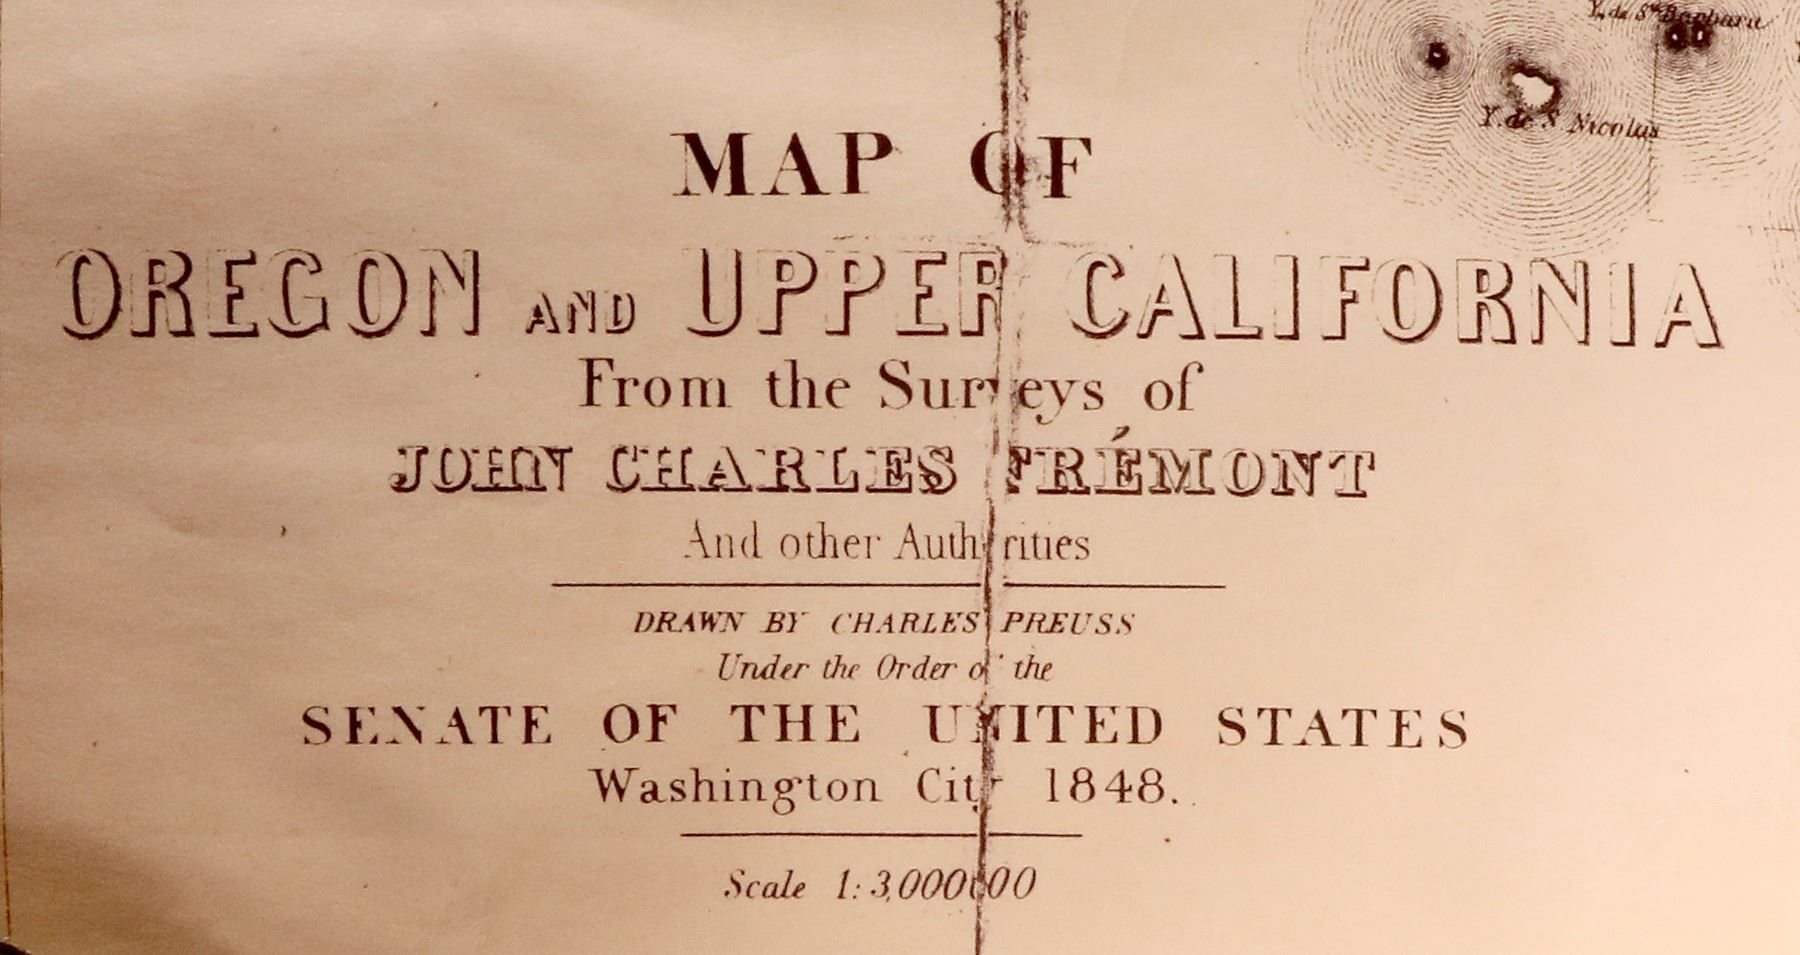 Y. de Sta Barbara
Y. de S Nicolas
MAP OF
OREGON AND UPPER CALIFORNIA
From the Surveys of
JOHN CHARLES FRÉMONT
And other Authorities
DRAWN BY CHARLES PREUSS
Under the Order of the
SENATE OF THE UNITED STATES
Washington City 1848.
Scale 1:3,000000